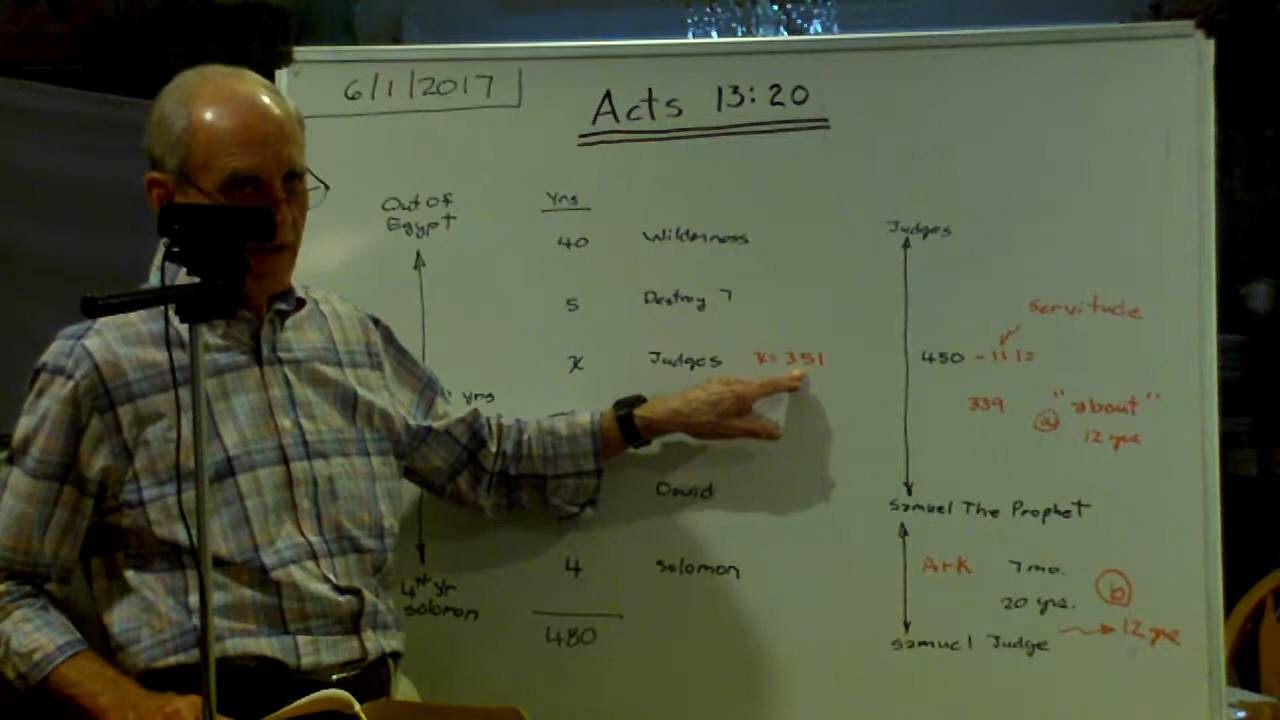 6/1/2017
Acts 13:20
Out Of
Egypt
Yrs
40 Wilderness
5 Destroy 7
x Judges x = 351
yrs
David
4 Solomon
480
4th yr
Solomon
Judges
servitude
450 - 111
339 "about"
a 12 yrs
Samuel The Prophet
Ark 7 mo.
20 yrs. b
Samuel Judge 12 yrs